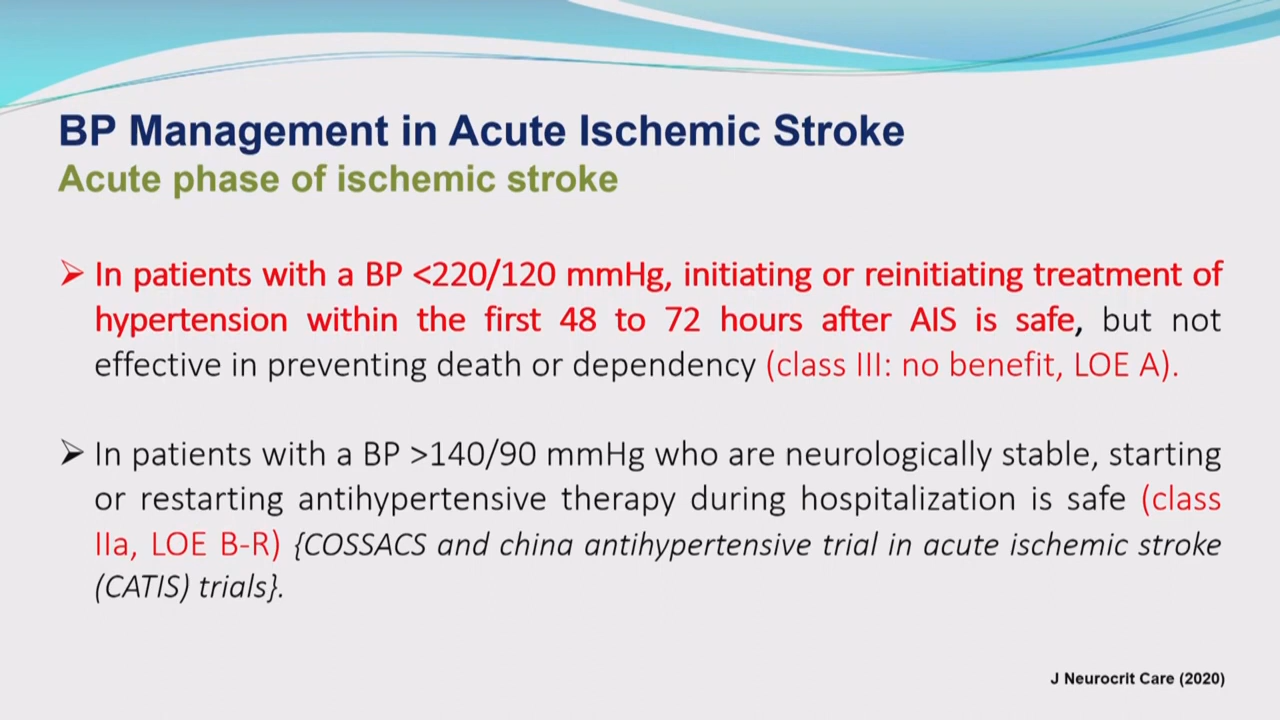 BP Management in Acute Ischemic Stroke
Acute phase of ischemic stroke
➢ In patients with a BP <220/120 mmHg, initiating or reinitiating treatment of
hypertension within the first 48 to 72 hours after AIS is safe, but not
effective in preventing death or dependency (class III: no benefit, LOE A).
➢ In patients with a BP >140/90 mmHg who are neurologically stable, starting
or restarting antihypertensive therapy during hospitalization is safe (class
IIa, LOE B-R) {COSSACS and china antihypertensive trial in acute ischemic stroke
(CATIS) trials}.
J Neurocrit Care (2020)